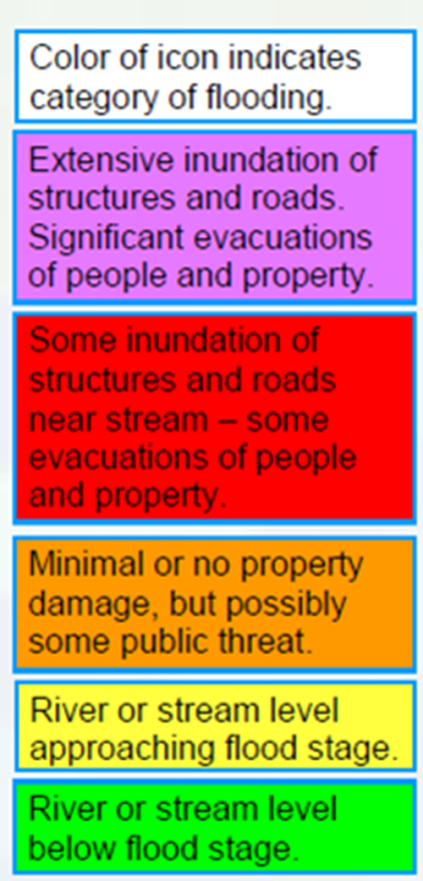 Color of icon indicates
category of flooding.
Extensive inundation of
structures and roads.
Significant evacuations
of people and property.
Some inundation of
structures and roads
near stream – some
evacuations of people
and property.
Minimal or no property
damage, but possibly
some public threat.
River or stream level
approaching flood stage.
River or stream level
below flood stage.